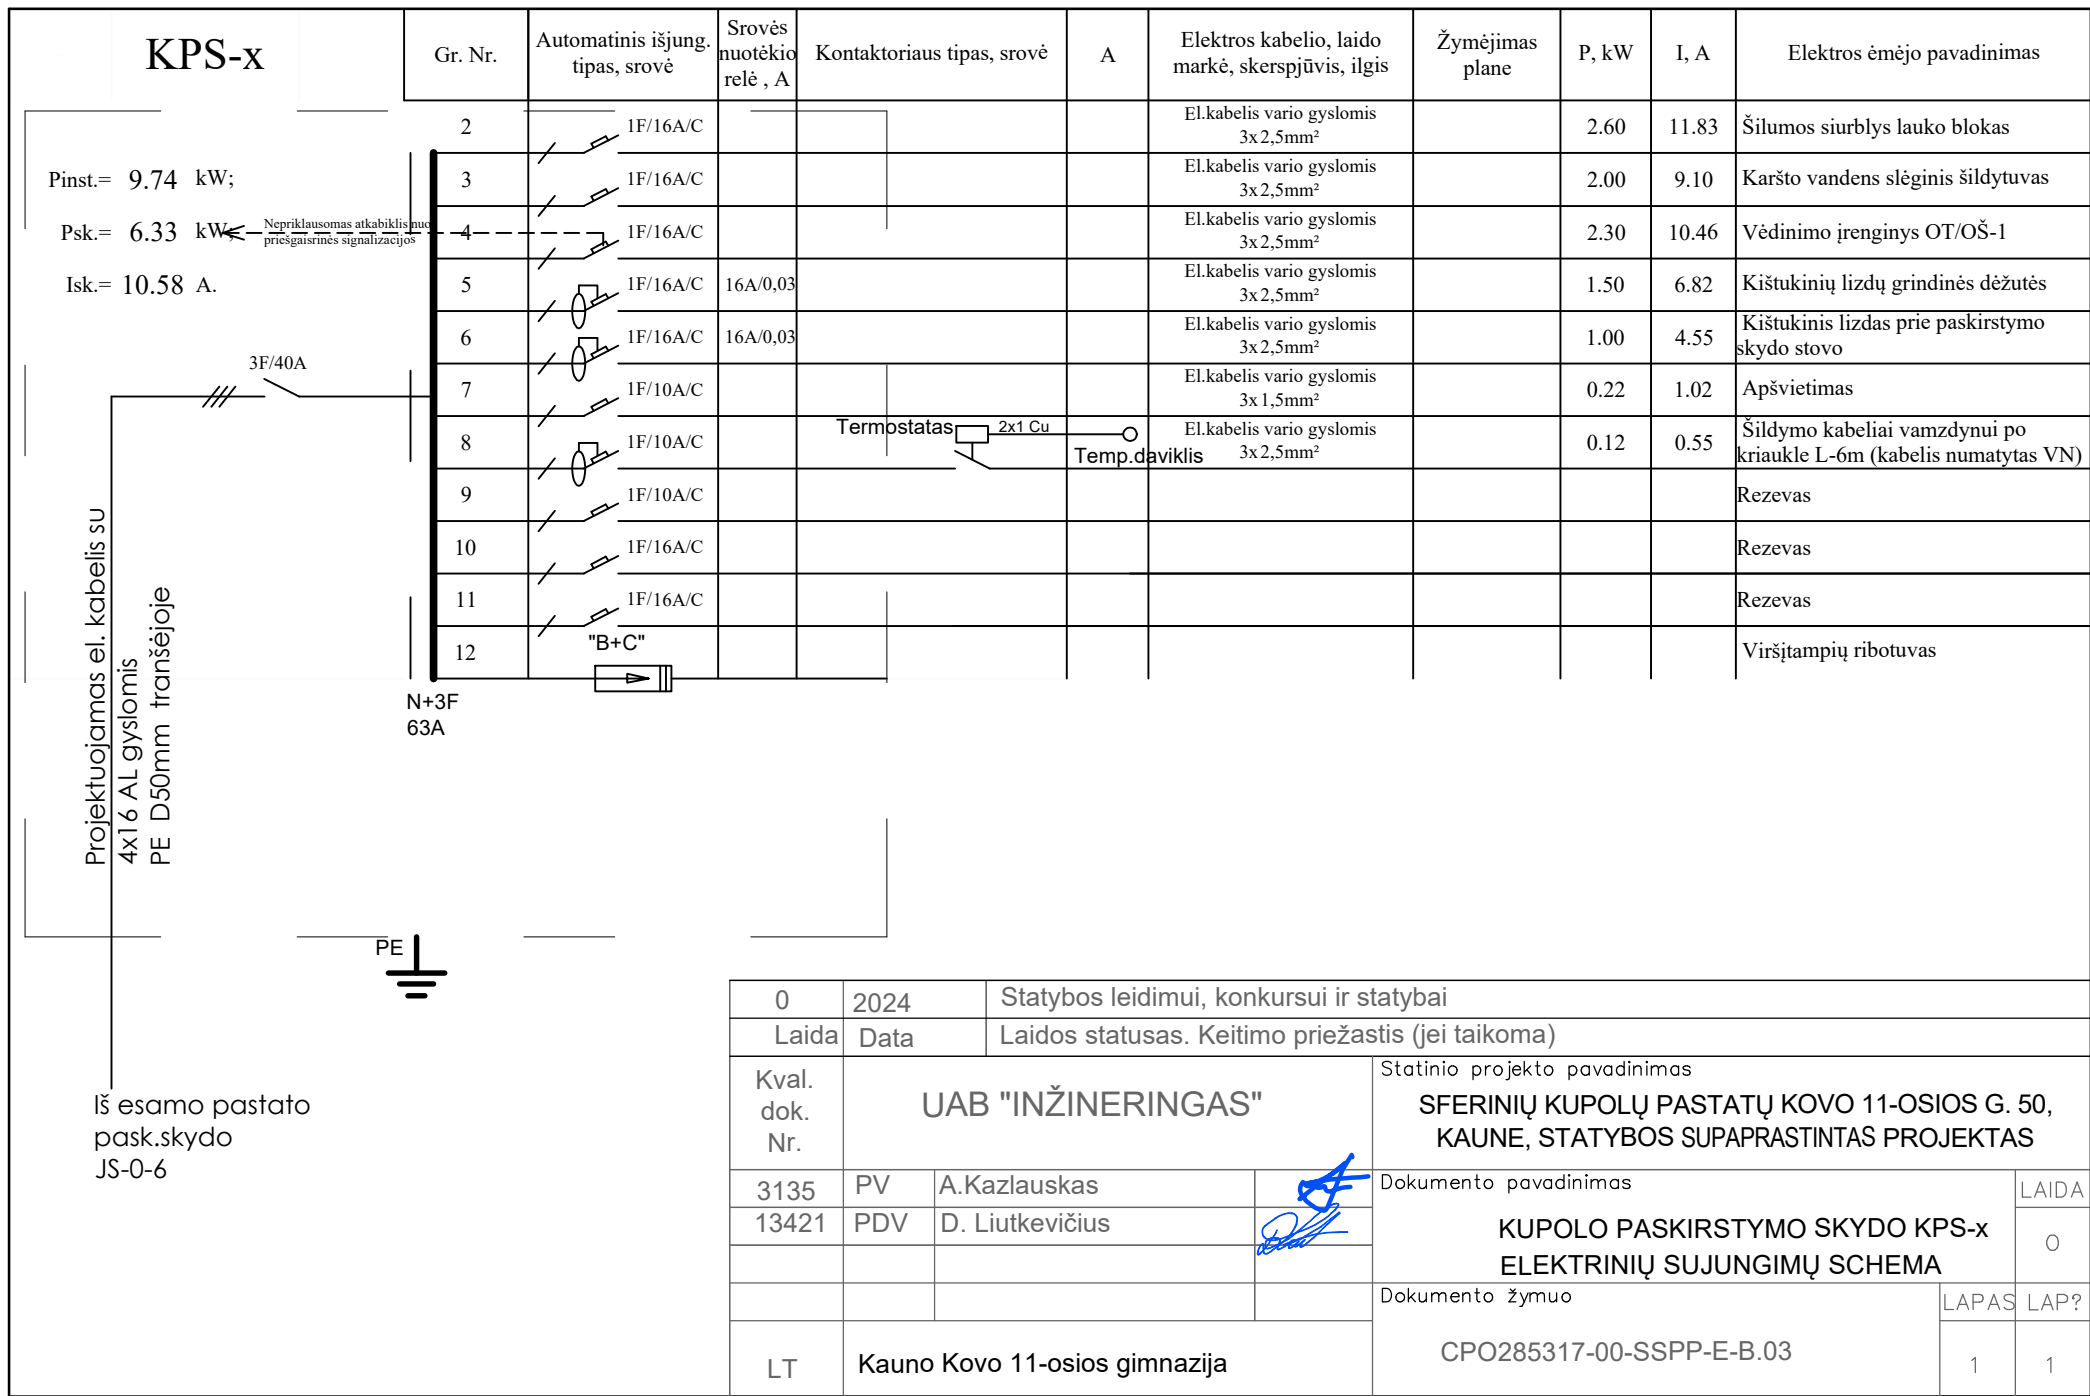 KPS-x
Gr. Nr.
Automatinis išjung.
tipas, srovė
Srovės
nuotėkio
relė , A
Kontaktoriaus tipas, srovė
A
Elektros kabelio, laido
markė, skerspjūvis, ilgis
Žymėjimas
plane
P, kW
I, A
Elektros ėmėjo pavadinimas
2
1F/16A/C
El.kabelis vario gyslomis
3x2,5mm²
2.60
11.83
Šilumos siurblys lauko blokas
3
1F/16A/C
El.kabelis vario gyslomis
3x2,5mm²
2.00
9.10
Karšto vandens slėginis šildytuvas
4
1F/16A/C
El.kabelis vario gyslomis
3x2,5mm²
2.30
10.46
Vėdinimo įrenginys OT/OŠ-1
5
1F/16A/C
16A/0,03
El.kabelis vario gyslomis
3x2,5mm²
1.50
6.82
Kištukinių lizdų grindinės dėžutės
6
1F/16A/C
16A/0,03
El.kabelis vario gyslomis
3x2,5mm²
1.00
4.55
Kištukinis lizdas prie paskirstymo
skydo stovo
7
1F/10A/C
El.kabelis vario gyslomis
3x1,5mm²
0.22
1.02
Apšvietimas
8
1F/10A/C
Termostatas
2x1 Cu
Temp.daviklis
El.kabelis vario gyslomis
3x2,5mm²
0.12
0.55
Šildymo kabeliai vamzdynui po
kriaukle L-6m (kabelis numatytas VN)
9
1F/10A/C
Rezevas
10
1F/16A/C
Rezevas
11
1F/16A/C
Rezevas
12
"B+C"
Viršįtampių ribotuvas
Pinst.= 9.74 kW;
Psk.= 6.33 kW;
Isk.= 10.58 A.
Nepriklausomas atkabiklis nuo
priešgaisrinės signalizacijos
3F/40A
N+3F
63A
Projektuojamas el. kabelis su
4x16 AL gyslomis
PE D50mm tranšėjoje
PE
Iš esamo pastato
pask.skydo
JS-0-6
0
2024
Statybos leidimui, konkursui ir statybai
Laida
Data
Laidos statusas. Keitimo priežastis (jei taikoma)
Kval.
dok.
Nr.
UAB "INŽINERINGAS"
Statinio projekto pavadinimas
SFERINIŲ KUPOLŲ PASTATŲ KOVO 11-OSIOS G. 50,
KAUNE, STATYBOS SUPAPRASTINTAS PROJEKTAS
3135
PV
A.Kazlauskas
13421
PDV
D. Liutkevičius
Dokumento pavadinimas
LAIDA
KUPOLO PASKIRSTYMO SKYDO KPS-x
ELEKTRINIŲ SUJUNGIMŲ SCHEMA
0
Dokumento žymuo
LAPAS
LAP?
CPO285317-00-SSPP-E-B.03
1
1
LT
Kauno Kovo 11-osios gimnazija